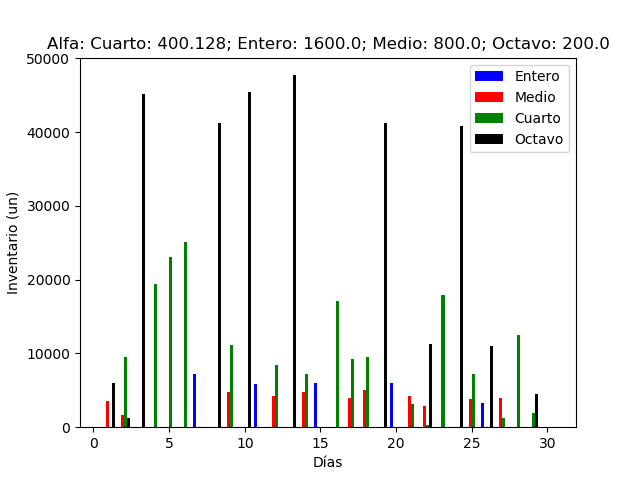 Alfa: Cuarto: 400.128; Entero: 1600.0; Medio: 800.0; Octavo: 200.0
50000
40000
30000
20000
10000
0
Inventario (un)
Entero
Medio
Cuarto
Octavo
0 5 10 15 20 25 30
Días